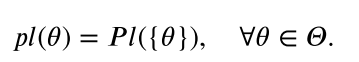 pl(θ) = Pl({θ}), ∀θ ∈ Θ.